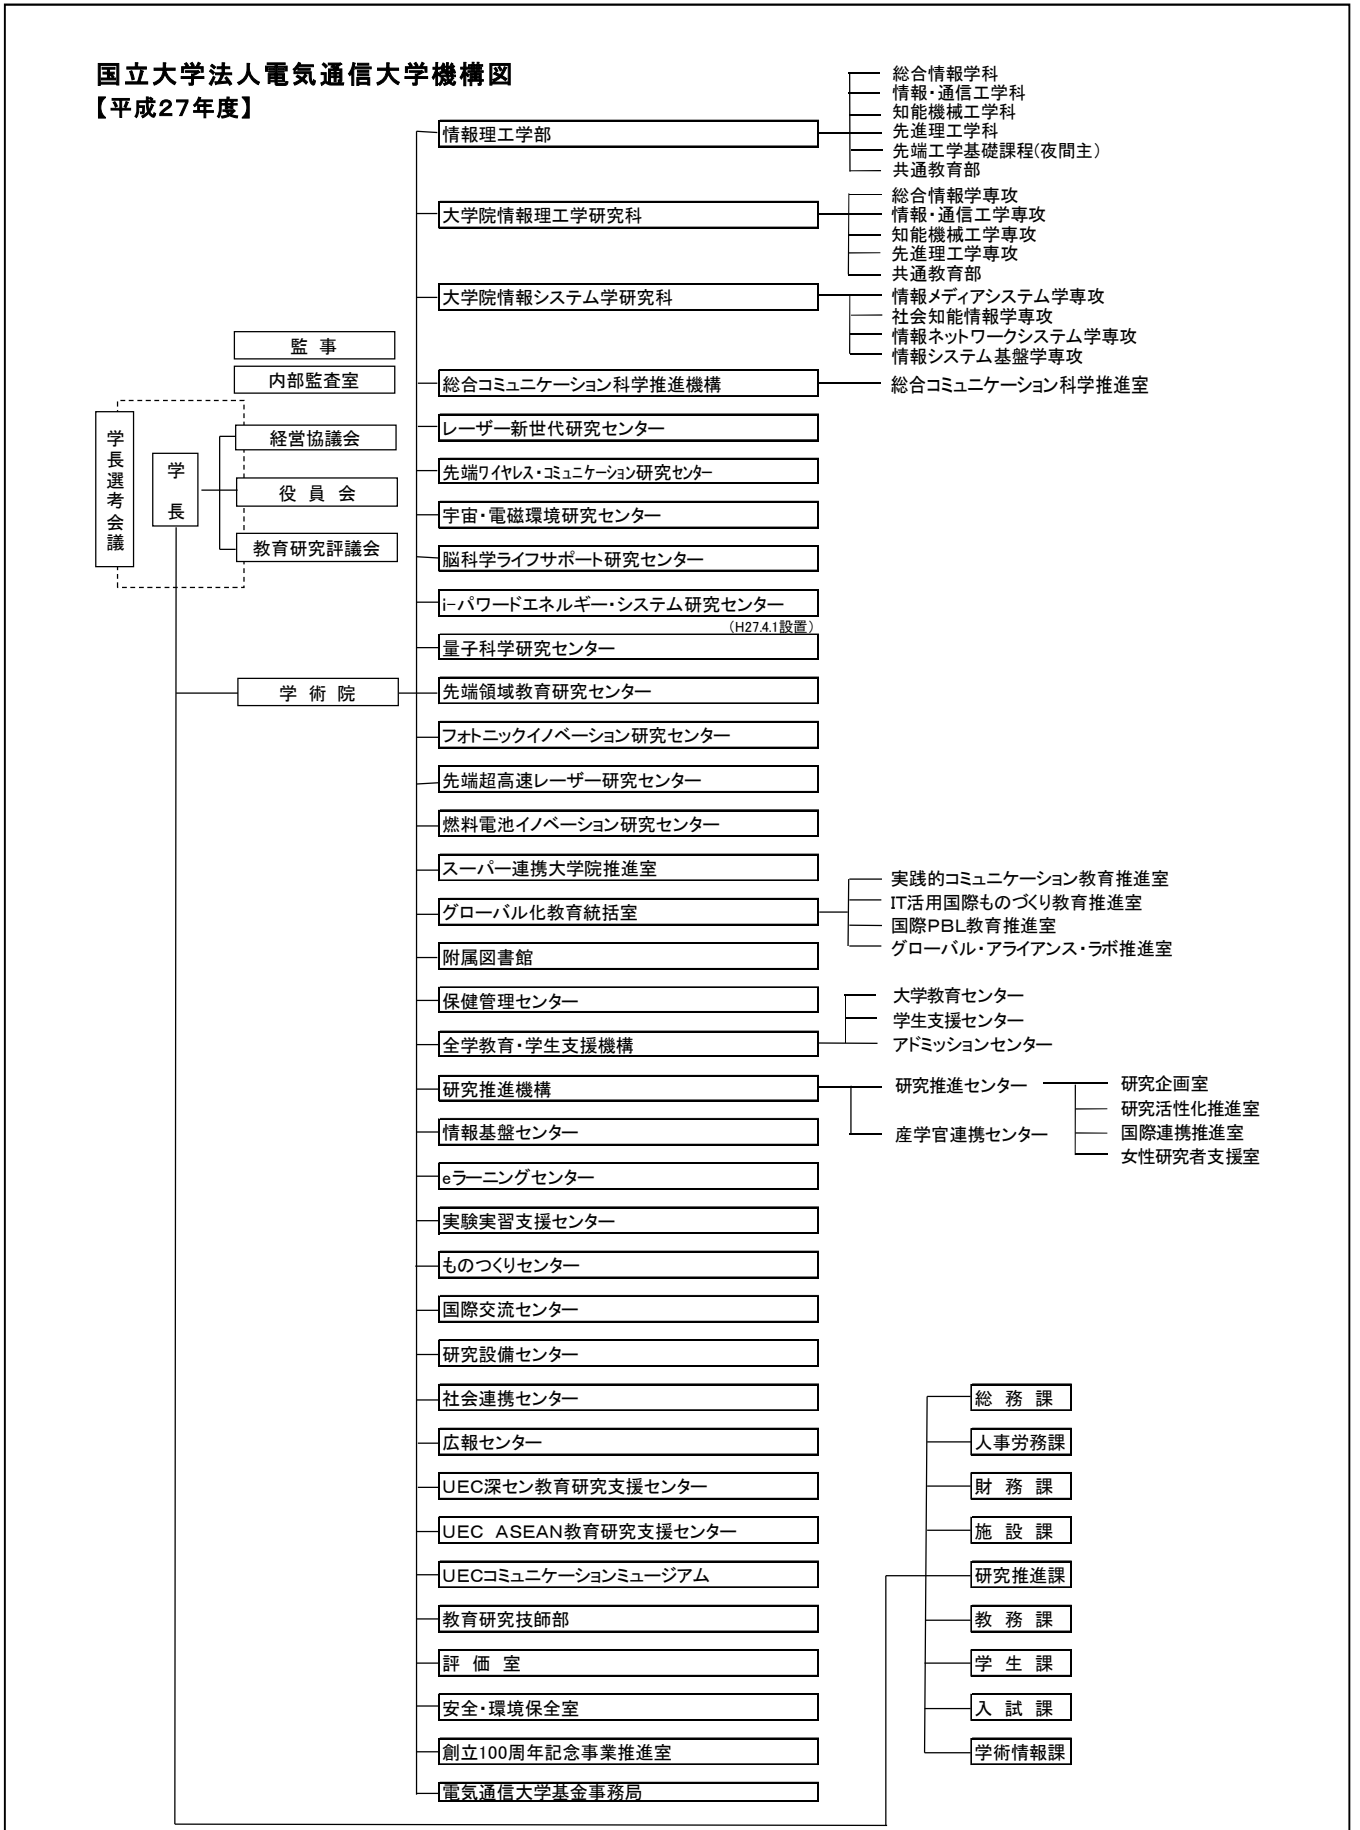 国立大学法人電気通信大学機構図
【平成27年度】
監 事
内部監査室
学長選考会議
学 長
経営協議会
役 員 会
教育研究評議会
学 術 院
情報理工学部
総合情報学科
情報・通信工学科
知能機械工学科
先進理工学科
先端工学基礎課程(夜間主)
共通教育部
大学院情報理工学研究科
総合情報学専攻
情報・通信工学専攻
知能機械工学専攻
先進理工学専攻
共通教育部
大学院情報システム学研究科
情報メディアシステム学専攻
社会知能情報学専攻
情報ネットワークシステム学専攻
情報システム基盤学専攻
総合コミュニケーション科学推進機構
総合コミュニケーション科学推進室
レーザー新世代研究センター
先端ワイヤレス・コミュニケーション研究センター
宇宙・電磁環境研究センター
脳科学ライフサポート研究センター
i-パワードエネルギー・システム研究センター
(H27.4.1設置)
量子科学研究センター
先端領域教育研究センター
フォトニックイノベーション研究センター
先端超高速レーザー研究センター
燃料電池イノベーション研究センター
スーパー連携大学院推進室
グローバル化教育統括室
実践的コミュニケーション教育推進室
IT活用国際ものづくり教育推進室
国際PBL教育推進室
グローバル・アライアンス・ラボ推進室
附属図書館
保健管理センター
全学教育・学生支援機構
大学教育センター
学生支援センター
アドミッションセンター
研究推進機構
研究推進センター
研究企画室
研究活性化推進室
国際連携推進室
女性研究者支援室
産学官連携センター
情報基盤センター
eラーニングセンター
実験実習支援センター
ものつくりセンター
国際交流センター
研究設備センター
社会連携センター
広報センター
UEC深セン教育研究支援センター
UEC ASEAN教育研究支援センター
UECコミュニケーションミュージアム
教育研究技師部
評 価 室
安全・環境保全室
創立100周年記念事業推進室
電気通信大学基金事務局
総 務 課
人事労務課
財 務 課
施 設 課
研究推進課
教 務 課
学 生 課
入 試 課
学術情報課